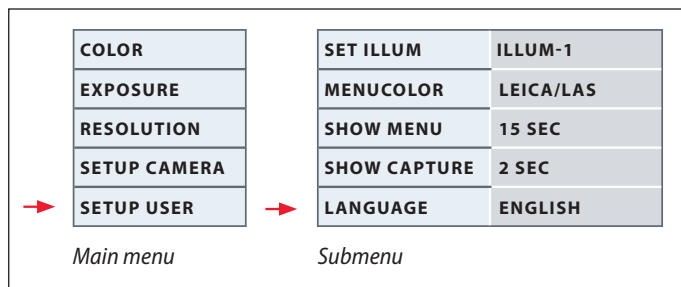 COLOR
EXPOSURE
RESOLUTION
SETUP CAMERA
SETUP USER
Main menu
SET ILLUM ILLUM-1
MENUCOLOR LEICA/LAS
SHOW MENU 15 SEC
SHOW CAPTURE 2 SEC
LANGUAGE ENGLISH
Submenu